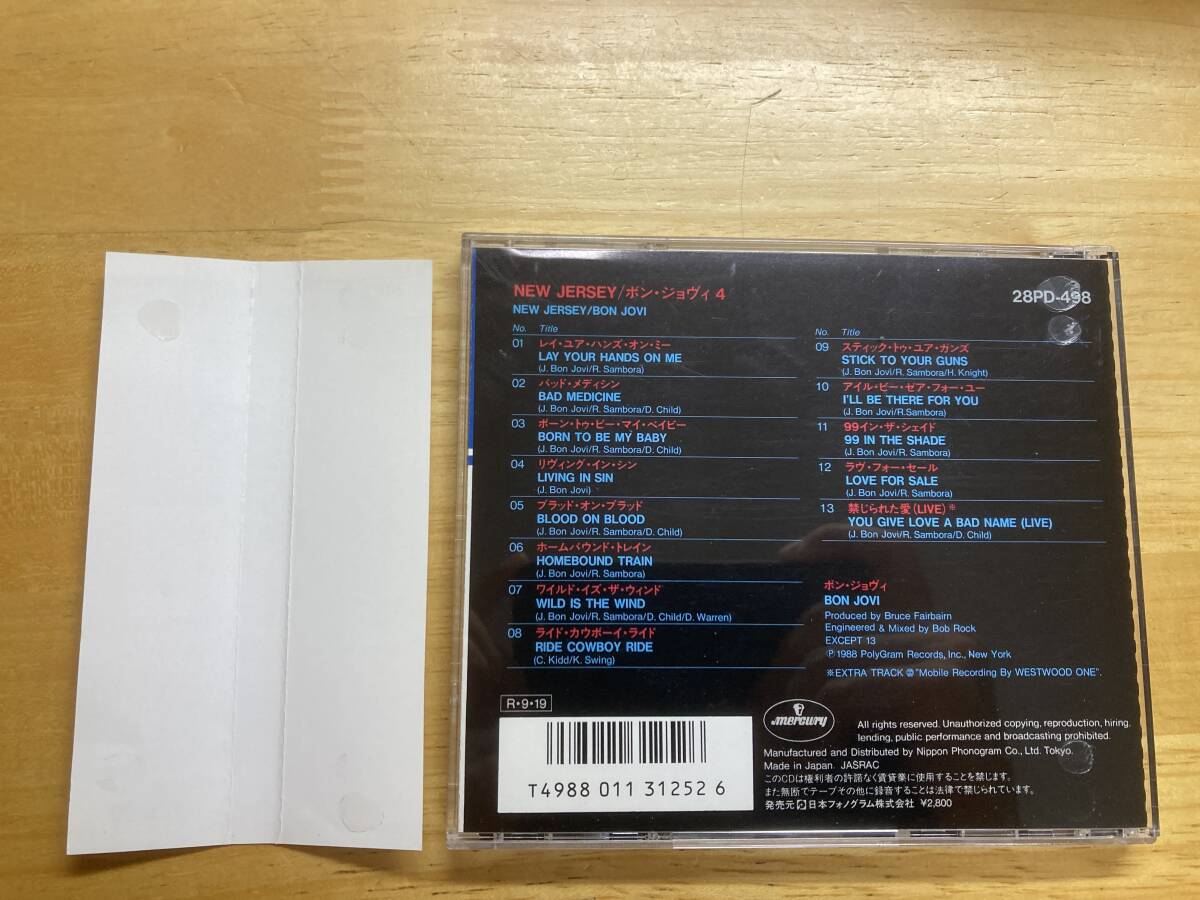 NEW JERSEY/ボン・ジョヴィ 4
NEW JERSEY/BON JOVI
28PD-498
No. Title
01 レイ・ユア・ハンズ・オン・ミー
LAY YOUR HANDS ON ME
(J. Bon Jovi/R. Sambora)
02 バッド・メディシン
BAD MEDICINE
(J. Bon Jovi/R. Sambora/D. Child)
03 ボーン・トゥ・ビー・マイ・ベイビー
BORN TO BE MY BABY
(J. Bon Jovi/R. Sambora/D. Child)
04 リヴィング・イン・シン
LIVING IN SIN
(J. Bon Jovi)
05 ブラッド・オン・ブラッド
BLOOD ON BLOOD
(J. Bon Jovi/R. Sambora/D. Child)
06 ホームバウンド・トレイン
HOMEBOUND TRAIN
(J. Bon Jovi/R. Sambora)
07 ワイルド・イズ・ザ・ウィンド
WILD IS THE WIND
(J. Bon Jovi/R. Sambora/D. Child/D. Warren)
08 ライド・カウボーイ・ライド
RIDE COWBOY RIDE
(C. Kidd/K. Swing)
No. Title
09 スティック・トゥ・ユア・ガンズ
STICK TO YOUR GUNS
(J. Bon Jovi/R. Sambora/H. Knight)
10 アイル・ビー・ゼア・フォー・ユー
I'LL BE THERE FOR YOU
(J. Bon Jovi/R.Sambora)
11 99イン・ザ・シェイド
99 IN THE SHADE
(J. Bon Jovi/R. Sambora)
12 ラヴ・フォー・セール
LOVE FOR SALE
(J. Bon Jovi/R. Sambora)
13 禁じられた愛(LIVE)※
YOU GIVE LOVE A BAD NAME (LIVE)
(J. Bon Jovi/R. Sambora/D. Child)
ボン・ジョヴィ
BON JOVI
Produced by Bruce Fairbairn
Engineered & Mixed by Bob Rock
EXCEPT 13
Ⓟ1988 PolyGram Records, Inc., New York
※EXTRA TRACK ⑬ "Mobile Recording By WESTWOOD ONE".
R・9・19
T4988 011 31252 6
mercury
All rights reserved. Unauthorized copying, reproduction, hiring,
lending, public performance and broadcasting prohibited.
Manufactured and Distributed by Nippon Phonogram Co., Ltd. Tokyo.
Made in Japan. JASRAC
このCDは権利者の許諾なく賃貸業に使用することを禁じます。
また無断でテープその他に録音することは法律で禁じられています。
発売元 日本フォノグラム株式会社 ¥2,800